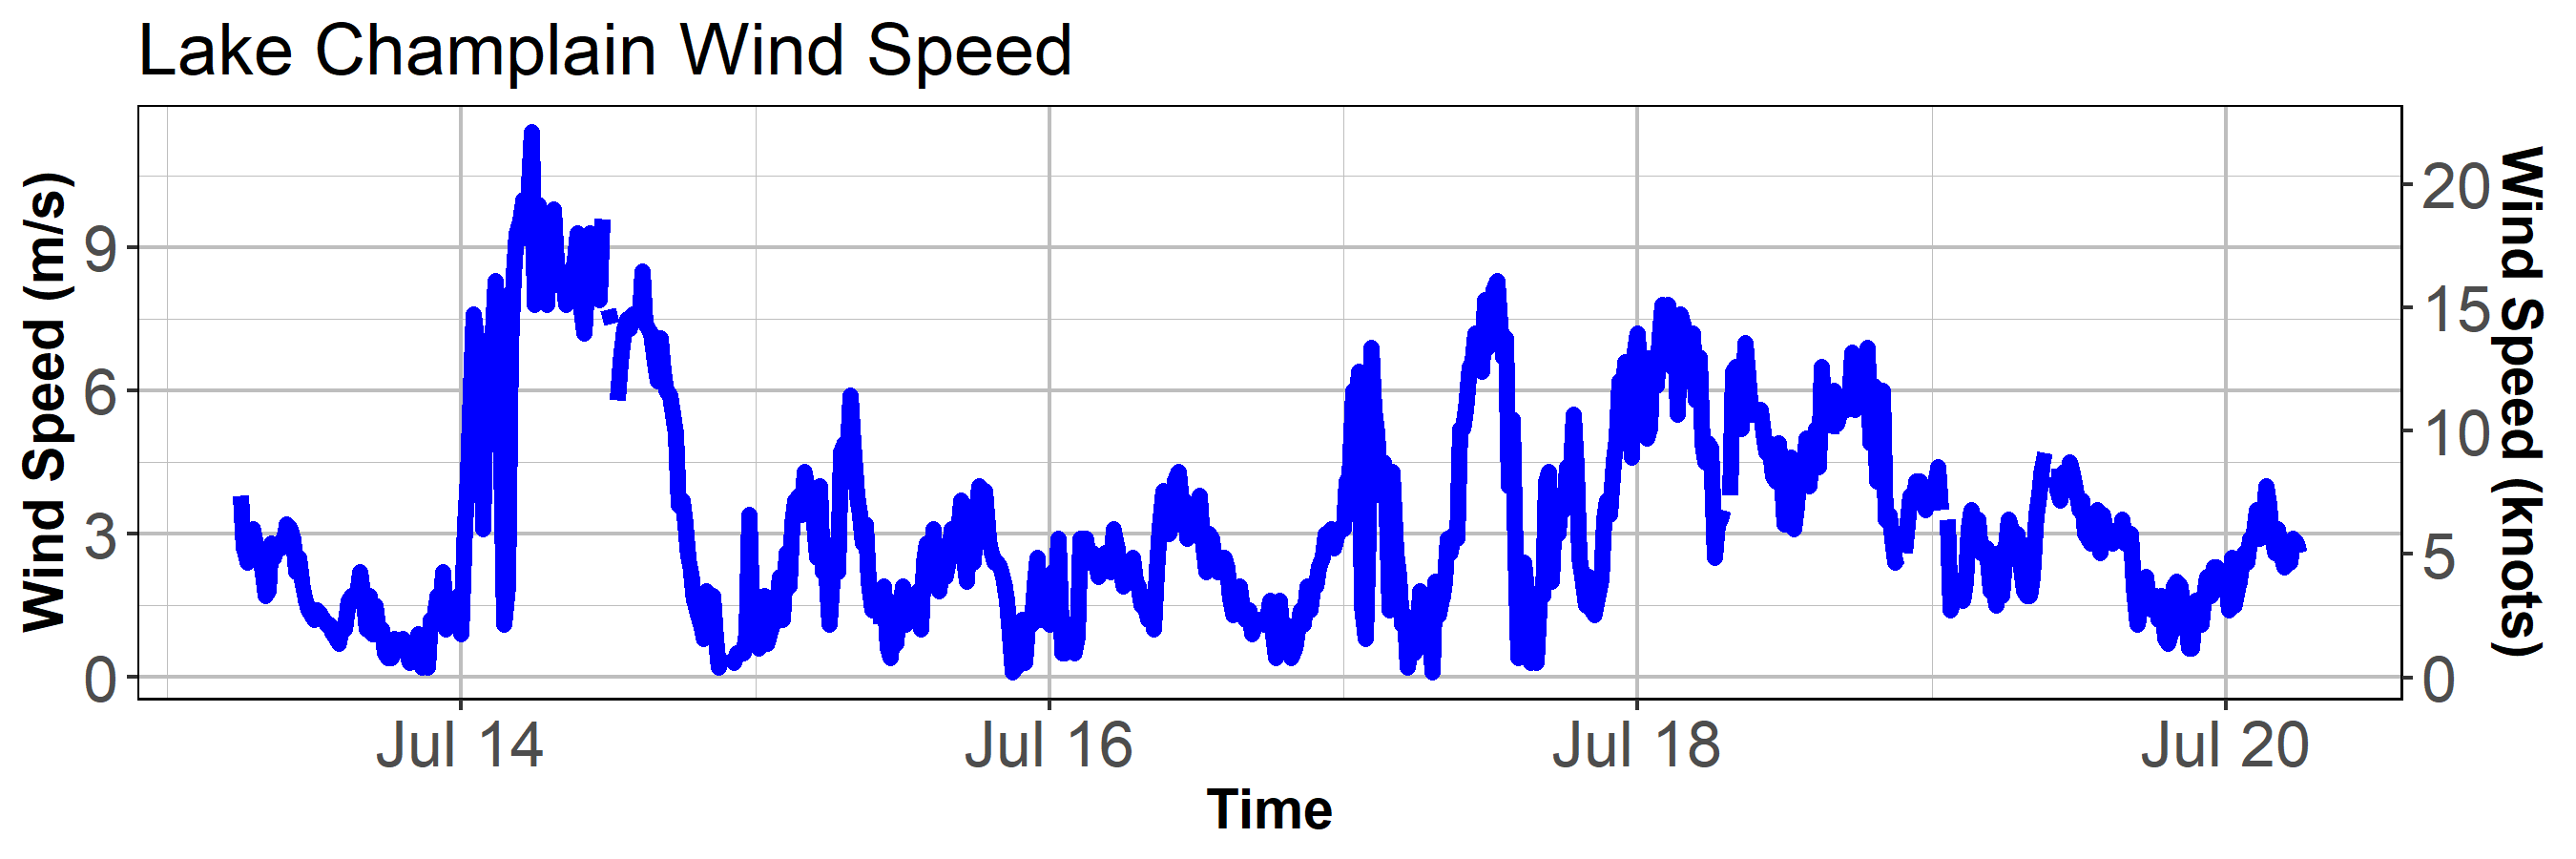 Lake Champlain Wind Speed
Wind Speed (m/s)
9
6
3
0
20
15
10
5
0
Wind Speed (knots)
Jul 14 Jul 16 Jul 18 Jul 20
Time